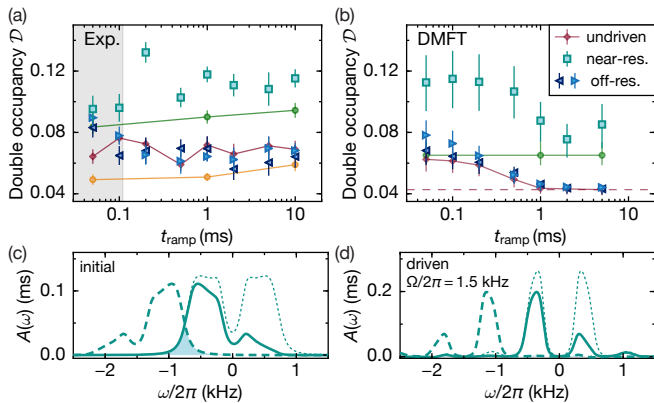 (a) Exp.
Double occupancy 𝒟
0.12
0.08
0.04
0.1 1 10
t_ramp (ms)
(b) DMFT
undriven
near-res.
off-res.
Double occupancy 𝒟
0.12
0.08
0.04
0.1 1 10
t_ramp (ms)
(c) initial
A(ω) (ms)
0.1
0.0
−2 −1 0 1
ω/2π (kHz)
(d) driven
Ω/2π = 1.5 kHz
A(ω) (ms)
0.2
0.0
−2 −1 0 1
ω/2π (kHz)